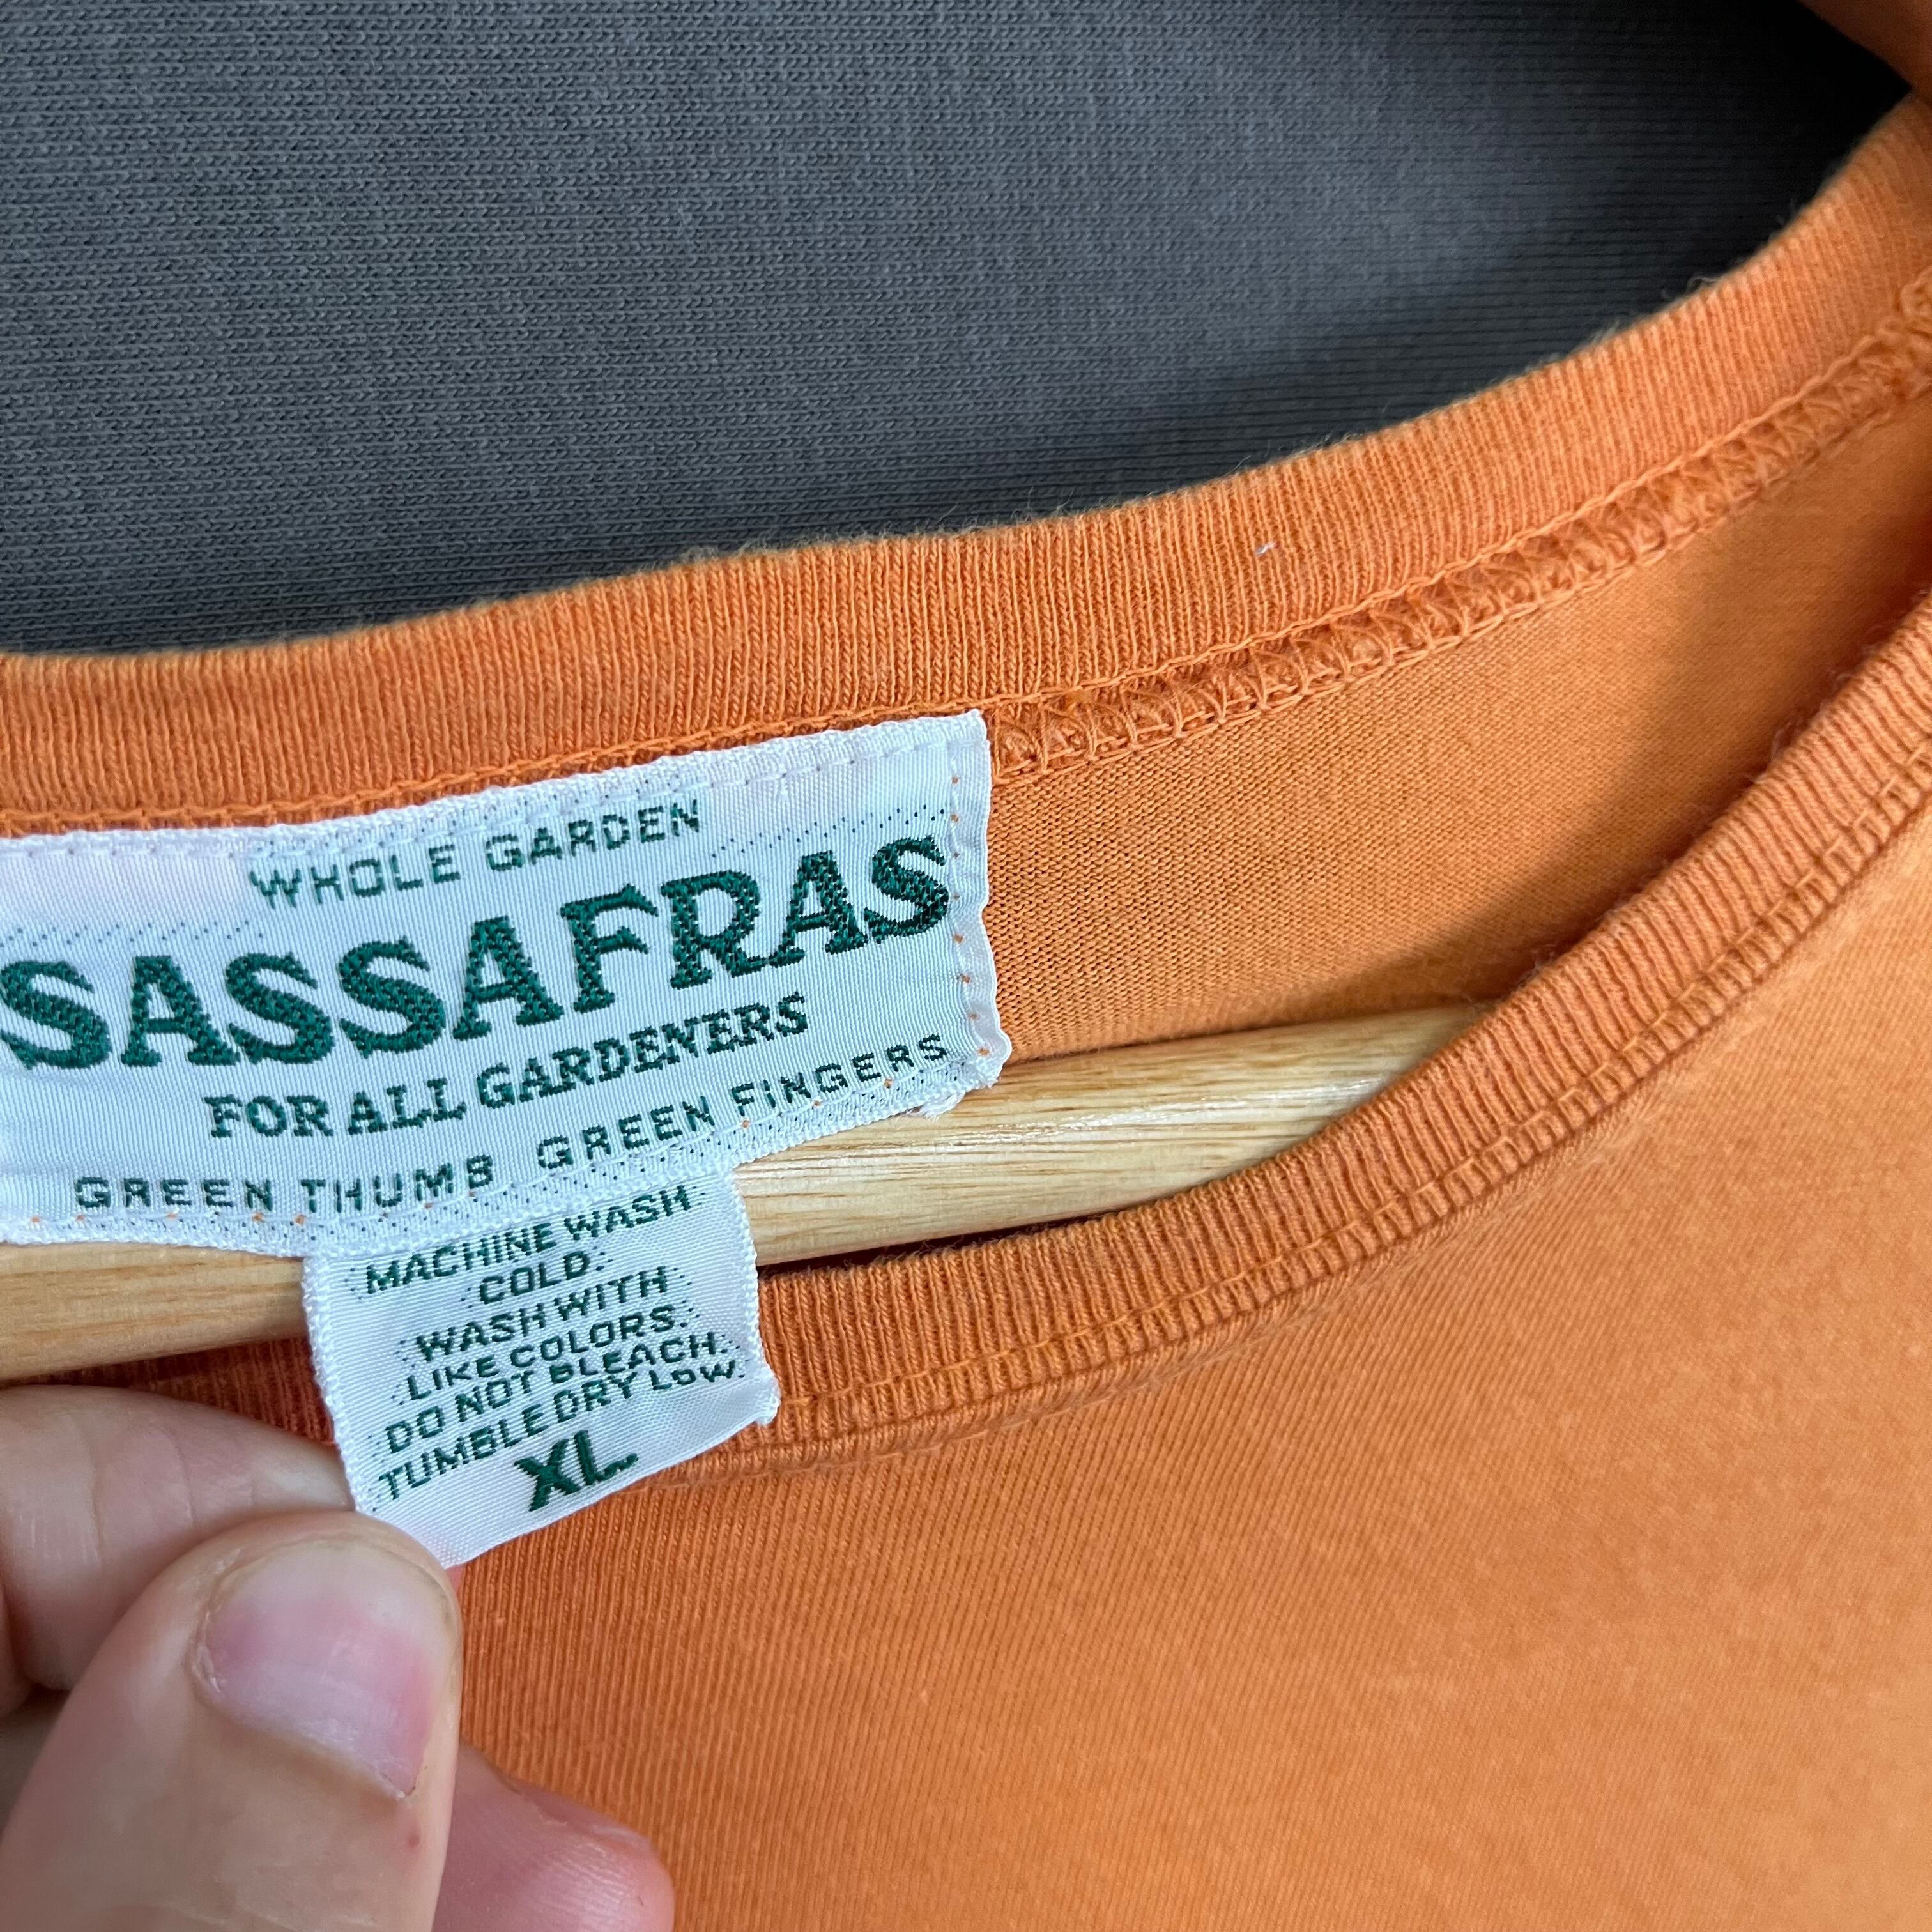 WHOLE GARDEN
SASSAFRAS
FOR ALL GARDENERS
GREEN THUMB GREEN FINGERS
MACHINE WASH
COLD.
WASH WITH
LIKE COLORS.
DO NOT BLEACH.
TUMBLE DRY LOW.
XL